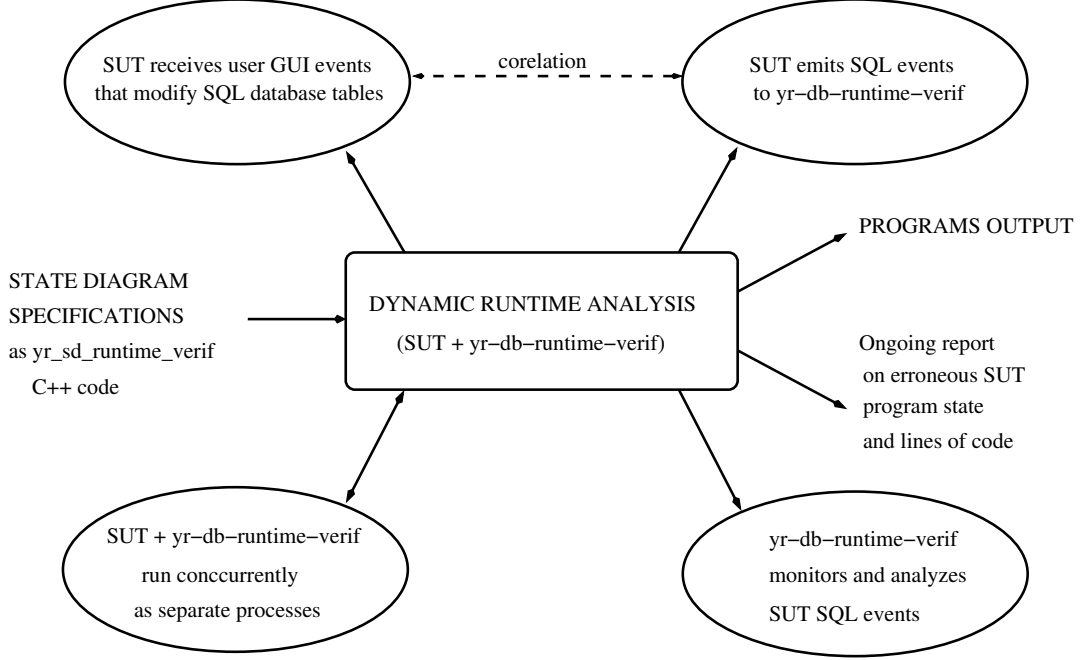 SUT receives user GUI events
that modify SQL database tables
corelation
SUT emits SQL events
to yr−db−runtime−verif
PROGRAMS OUTPUT
STATE DIAGRAM
SPECIFICATIONS
as yr_sd_runtime_verif
C++ code
DYNAMIC RUNTIME ANALYSIS
(SUT + yr−db−runtime−verif)
Ongoing report
on erroneous SUT
program state
and lines of code
SUT + yr−db−runtime−verif
run conccurrently
as separate processes
yr−db−runtime−verif
monitors and analyzes
SUT SQL events